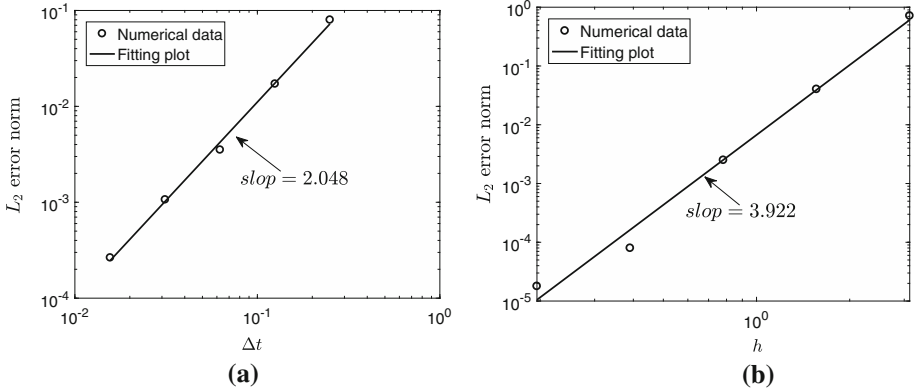 10^-1
10^-2
10^-3
10^-4
L_2 error norm
Numerical data
Fitting plot
slop = 2.048
10^-2
10^-1
10^0
Δt
(a)
10^0
10^-1
10^-2
10^-3
10^-4
10^-5
L_2 error norm
Numerical data
Fitting plot
slop = 3.922
10^0
h
(b)